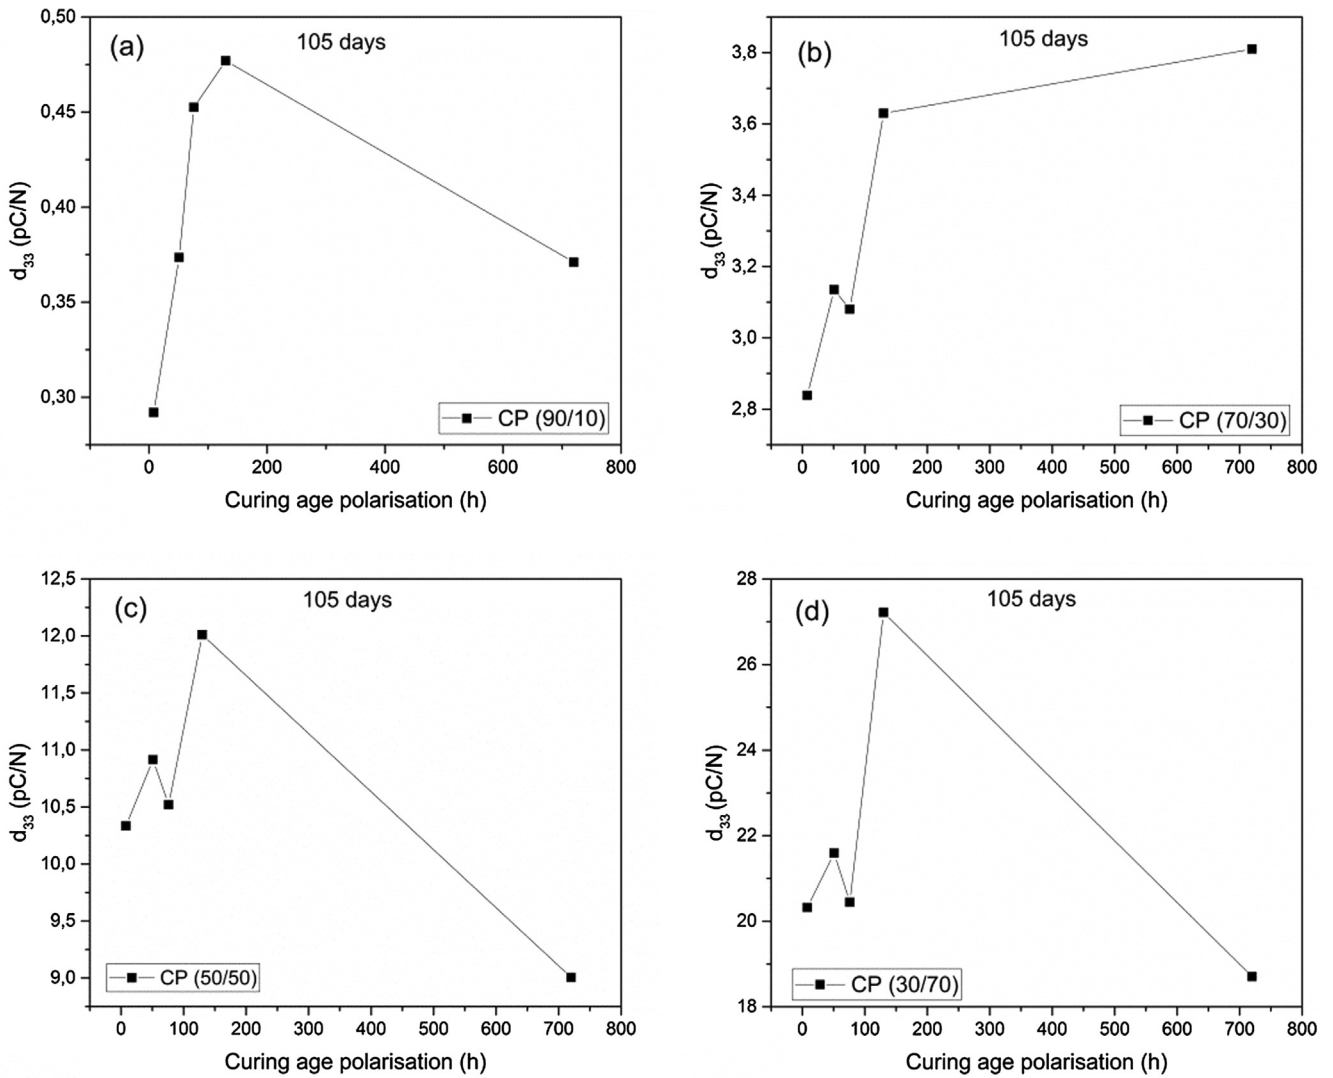 (a)
105 days
0,50
0,45
0,40
0,35
0,30
d33 (pC/N)
CP (90/10)
0 200 400 600 800
Curing age polarisation (h)
(b)
105 days
3,8
3,6
3,4
3,2
3,0
2,8
d33 (pC/N)
CP (70/30)
0 100 200 300 400 500 600 700 800
Curing age polarisation (h)
(c)
105 days
12,5
12,0
11,5
11,0
10,5
10,0
9,5
9,0
d33 (pC/N)
CP (50/50)
0 100 200 300 400 500 600 700 800
Curing age polarisation (h)
(d)
105 days
28
26
24
22
20
18
d33 (pC/N)
CP (30/70)
0 100 200 300 400 500 600 700 800
Curing age polarisation (h)